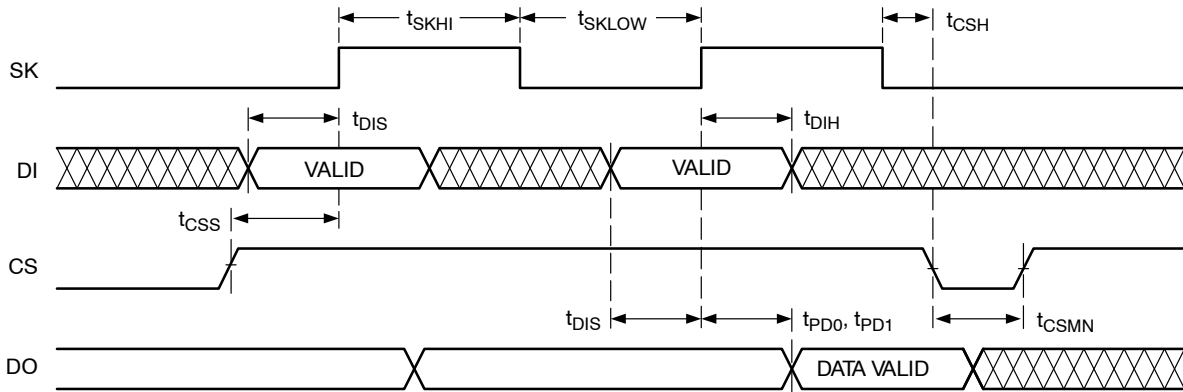 tSKHI
tSKLOW
tCSH
SK
tDIS
tDIH
DI
VALID
VALID
tCSS
CS
tDIS
tPD0, tPD1
tCSMN
DO
DATA VALID